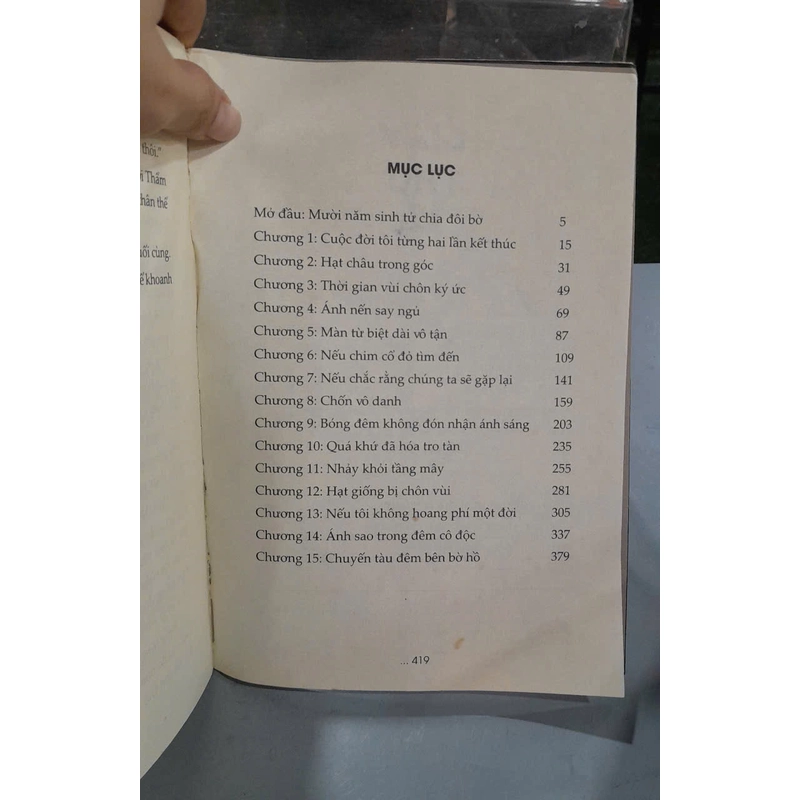 thôi."
Thẩm
hân thế
uối cùng.
ể khoanh
MỤC LỤC
Mở đầu: Mười năm sinh tử chia đôi bờ 5
Chương 1: Cuộc đời tôi từng hai lần kết thúc 15
Chương 2: Hạt châu trong góc 31
Chương 3: Thời gian vùi chôn ký ức 49
Chương 4: Ánh nến say ngủ 69
Chương 5: Màn từ biệt dài vô tận 87
Chương 6: Nếu chim cổ đỏ tìm đến 109
Chương 7: Nếu chắc rằng chúng ta sẽ gặp lại 141
Chương 8: Chốn vô danh 159
Chương 9: Bóng đêm không đón nhận ánh sáng 203
Chương 10: Quá khứ đã hóa tro tàn 235
Chương 11: Nhảy khỏi tầng mây 255
Chương 12: Hạt giống bị chôn vùi 281
Chương 13: Nếu tôi không hoang phí một đời 305
Chương 14: Ánh sao trong đêm cô độc 337
Chương 15: Chuyến tàu đêm bên bờ hồ 379
... 419